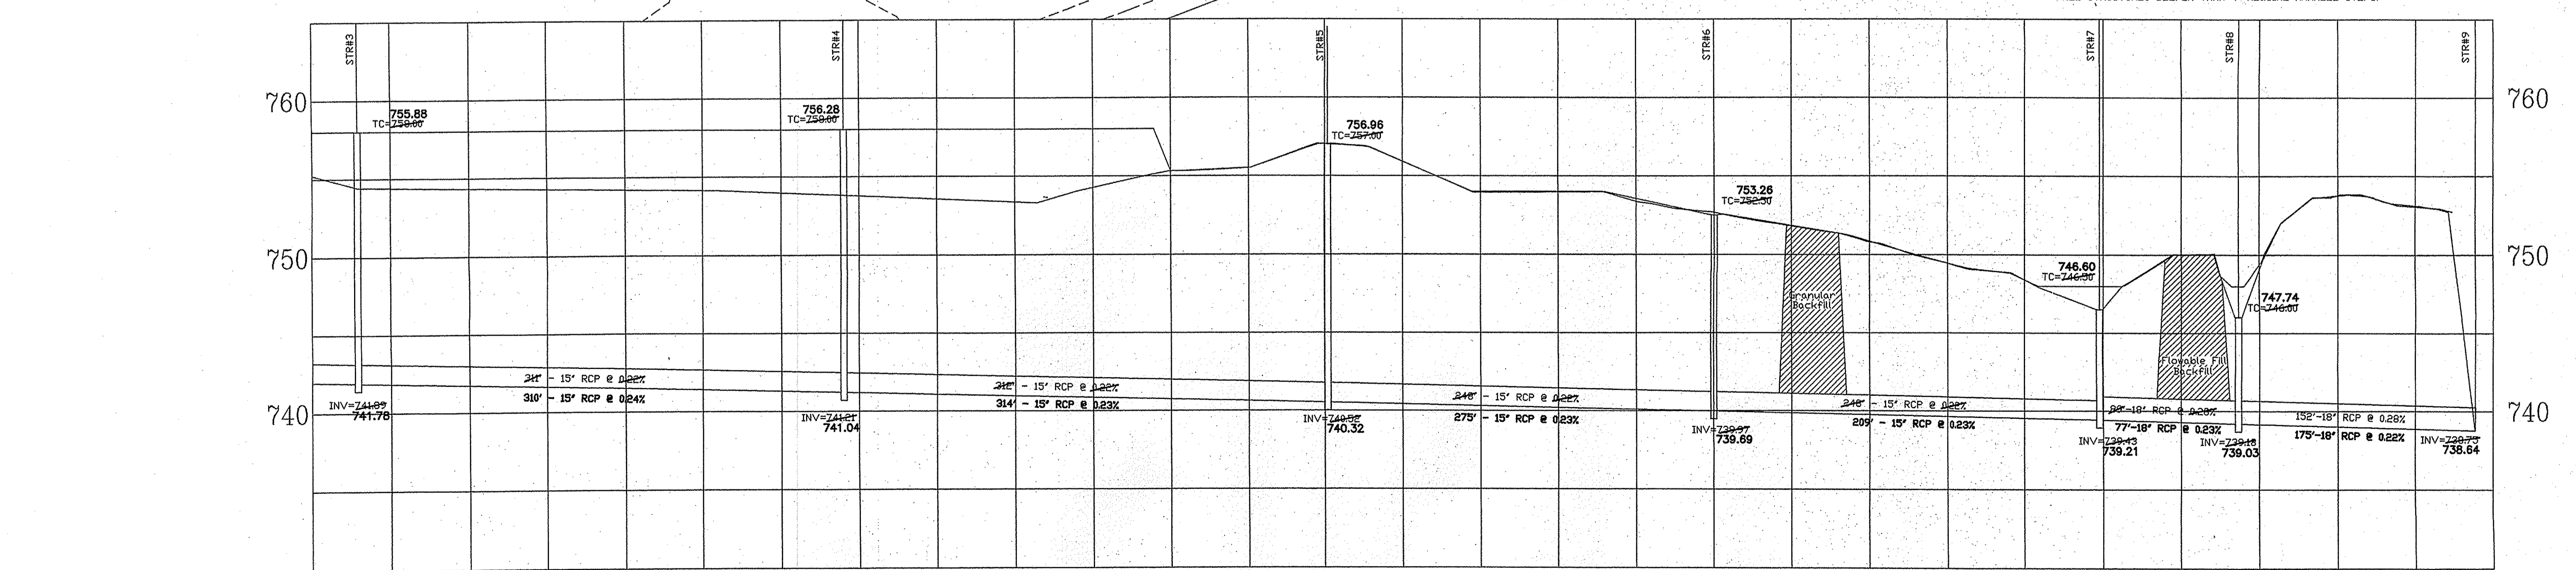 STR#3
STR#4
STR#5
STR#6
STR#7
STR#8
STR#9
760
760
755.88
TC=758.00
756.28
TC=758.00
756.96
TC=757.00
753.26
TC=752.50
750
750
746.60
TC=746.50
747.74
TC=746.00
Granular
Backfill
Flowable Fill
Backfill
740
740
311' - 15" RCP @ 0.22%
310' - 15" RCP @ 0.24%
312' - 15" RCP @ 0.22%
314' - 15" RCP @ 0.23%
248' - 15" RCP @ 0.22%
275' - 15" RCP @ 0.23%
248' - 15" RCP @ 0.22%
209' - 15" RCP @ 0.23%
-18" RCP @ 0.28%
77'-18" RCP @ 0.23%
152'-18" RCP @ 0.28%
175'-18" RCP @ 0.22%
INV=741.89
741.78
INV=741.21
741.04
INV=740.52
740.32
INV=739.97
739.69
INV=739.43
739.21
INV=739.18
739.03
INV=738.75
738.64